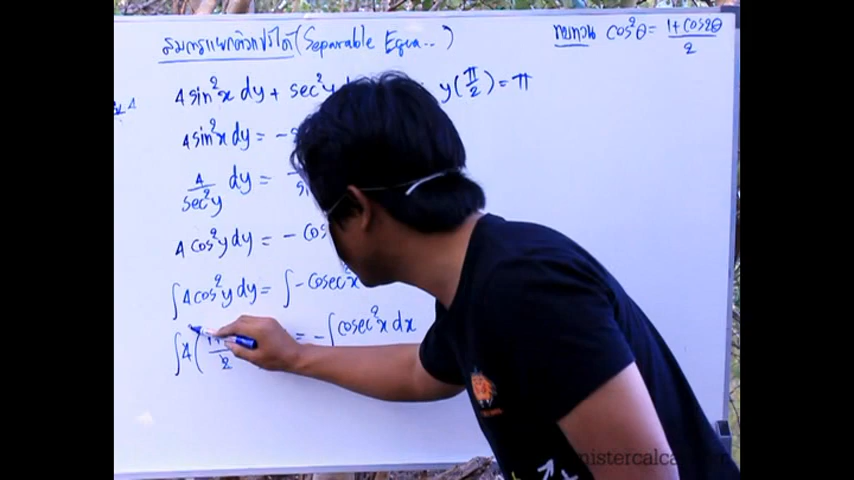 สมการแยกตัวแปรได้ (Separable Equa..)
ทบทวน cos²θ = 1+cos2θ / 2
4 sin²x dy + sec²y y(π/2) = π
4 sin²x dy = -
4 / sec²y dy =
4 cos²y dy = - cos
∫ 4 cos²y dy = ∫ - cosec²x
∫ 4 ( / 2 = - ∫ cosec²x dx